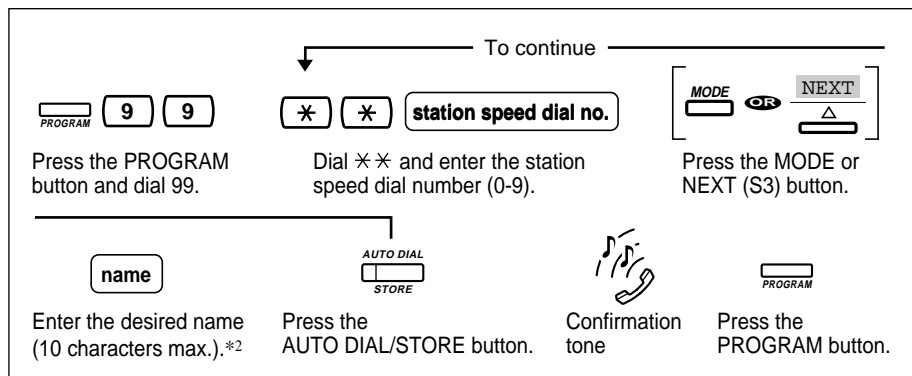 To continue
PROGRAM 9 9
✳ ✳ station speed dial no.
MODE OR NEXT
Press the PROGRAM
button and dial 99.
Dial ✳✳ and enter the station
speed dial number (0-9).
Press the MODE or
NEXT (S3) button.
name
AUTO DIAL
STORE
PROGRAM
Enter the desired name
(10 characters max.).*2
Press the
AUTO DIAL/STORE button.
Confirmation
tone
Press the
PROGRAM button.